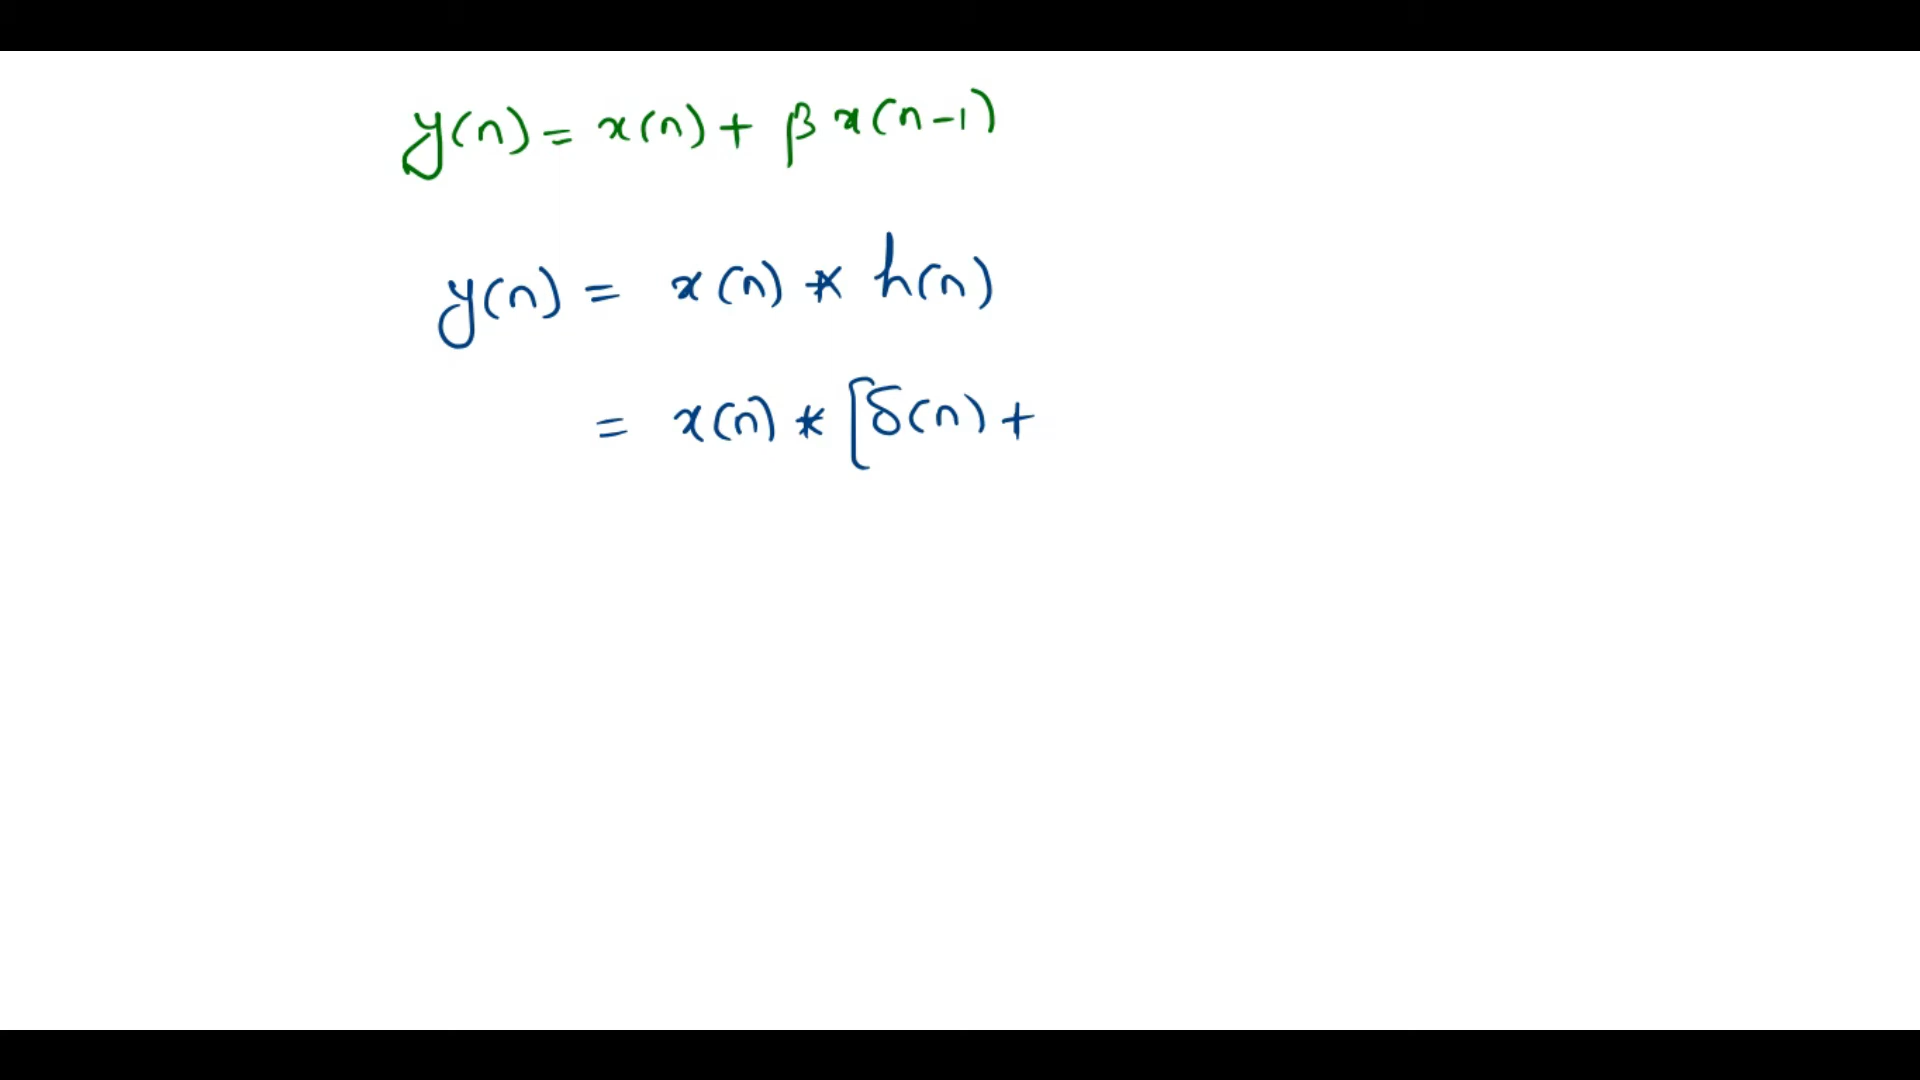 y(n) = x(n) + β x(n-1)
y(n) = x(n) * h(n)
= x(n) * [δ(n) +